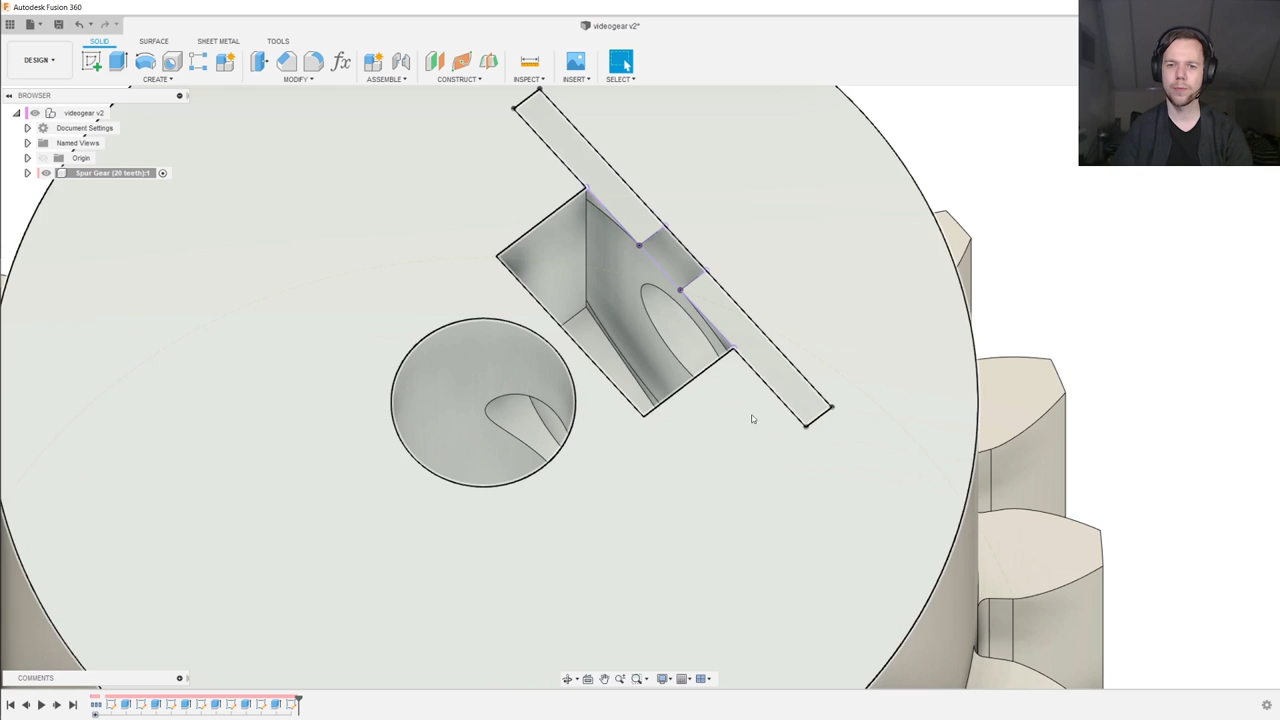 Autodesk Fusion 360
videogear v2*
DESIGN
SOLID SURFACE SHEET METAL TOOLS
CREATE MODIFY ASSEMBLE CONSTRUCT INSPECT INSERT SELECT
BROWSER
videogear v2
Document Settings
Named Views
Origin
Spur Gear (20 teeth):1
COMMENTS